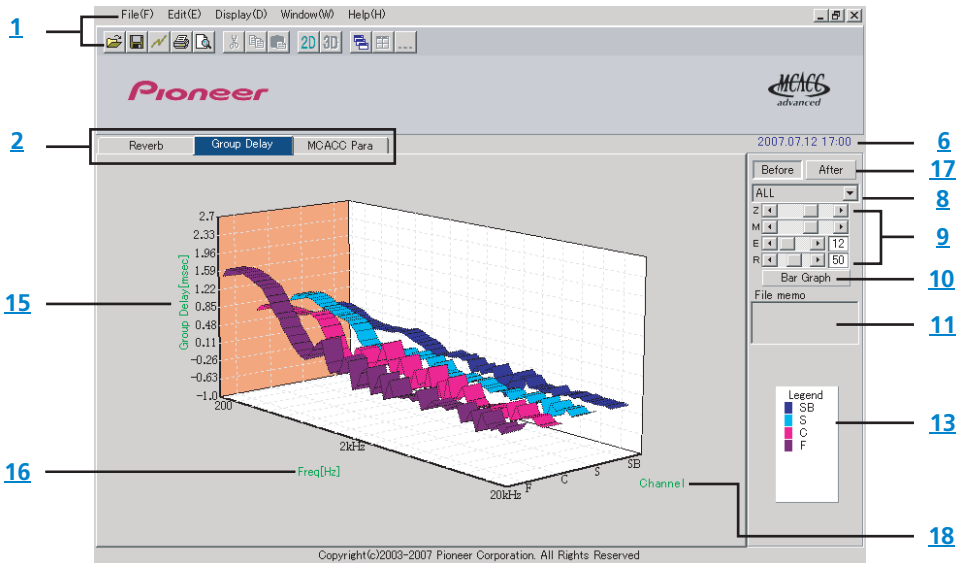 File(F) Edit(E) Display(D) Window(W) Help(H)
1
2D 3D
Pioneer
MCACC
advanced
2
Reverb Group Delay MCACC Para
2007.07.12 17:00
6
Before After
17
ALL
8
Z
M
E 12
R 50
9
Bar Graph
10
File memo
11
2.7
2.33
1.96
1.59
1.22
0.85
0.48
0.11
-0.26
-0.63
-1.0
Group Delay[msec]
15
200
2kHz
20kHz
Freq[Hz]
16
F C S SB
Channel
18
Legend
SB
S
C
F
13
Copyright(c)2003-2007 Pioneer Corporation. All Rights Reserved